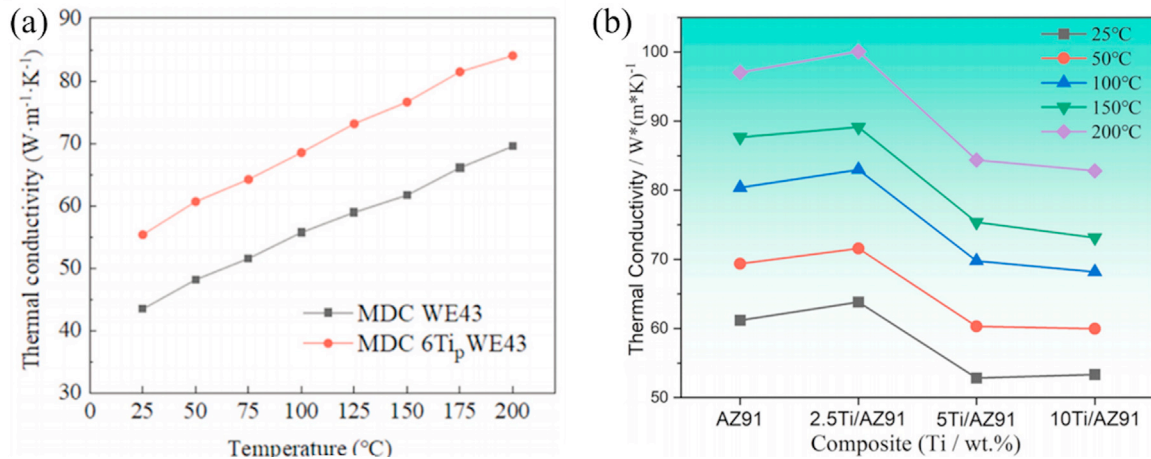 (a)
Thermal conductivity (W·m⁻¹·K⁻¹)
90
80
70
60
50
40
30
MDC WE43
MDC 6TiₚWE43
0 25 50 75 100 125 150 175 200
Temperature (°C)
(b)
Thermal Conductivity / W*(m*K)⁻¹
100
90
80
70
60
50
25℃
50℃
100℃
150℃
200℃
AZ91 2.5Ti/AZ91 5Ti/AZ91 10Ti/AZ91
Composite (Ti / wt.%)